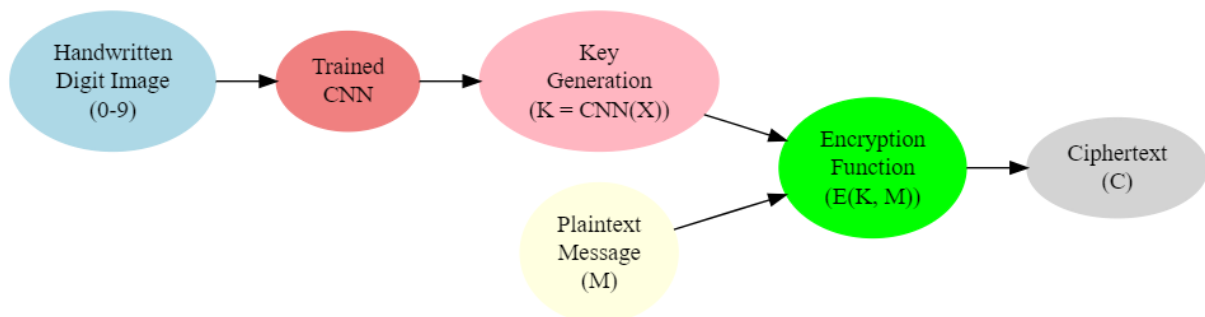 Handwritten
Digit Image
(0-9)
Trained
CNN
Key
Generation
(K = CNN(X))
Plaintext
Message
(M)
Encryption
Function
(E(K, M))
Ciphertext
(C)